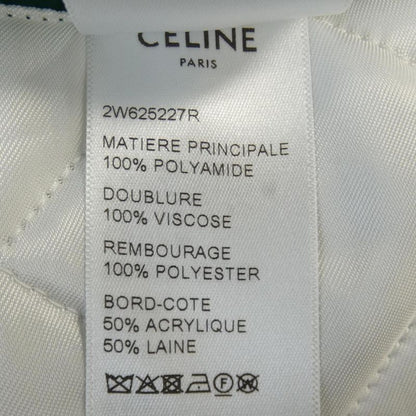 CELINE
PARIS
2W625227R
MATIERE PRINCIPALE
100% POLYAMIDE
DOUBLURE
100% VISCOSE
REMBOURAGE
100% POLYESTER
BORD-COTE
50% ACRYLIQUE
50% LAINE